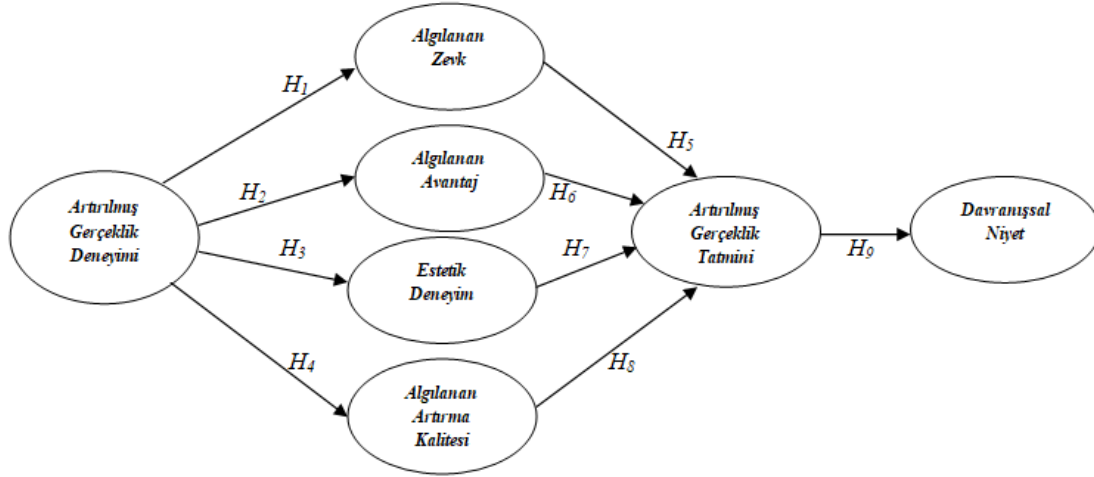 Algılanan
Zevk
H1
H5
Algılanan
Avantaj
H2
H6
Artırılmış
Gerçeklik
Deneyimi
Artırılmış
Gerçeklik
Tatmini
Davranışsal
Niyet
H9
H3
H7
Estetik
Deneyim
H4
H8
Algılanan
Artırma
Kalitesi